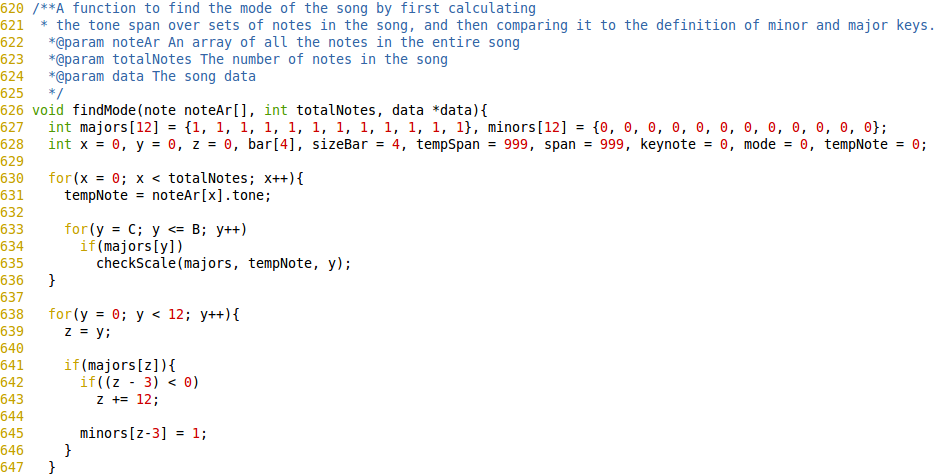 620 /**A function to find the mode of the song by first calculating
621  * the tone span over sets of notes in the song, and then comparing it to the definition of minor and major keys.
622  *@param noteAr An array of all the notes in the entire song
623  *@param totalNotes The number of notes in the song
624  *@param data The song data
625  */
626 void findMode(note noteAr[], int totalNotes, data *data){
627   int majors[12] = {1, 1, 1, 1, 1, 1, 1, 1, 1, 1, 1, 1}, minors[12] = {0, 0, 0, 0, 0, 0, 0, 0, 0, 0, 0, 0};
628   int x = 0, y = 0, z = 0, bar[4], sizeBar = 4, tempSpan = 999, span = 999, keynote = 0, mode = 0, tempNote = 0;
629
630   for(x = 0; x < totalNotes; x++){
631     tempNote = noteAr[x].tone;
632
633     for(y = C; y <= B; y++)
634       if(majors[y])
635         checkScale(majors, tempNote, y);
636   }
637
638   for(y = 0; y < 12; y++){
639     z = y;
640
641     if(majors[z]){
642       if((z - 3) < 0)
643         z += 12;
644
645       minors[z-3] = 1;
646     }
647   }